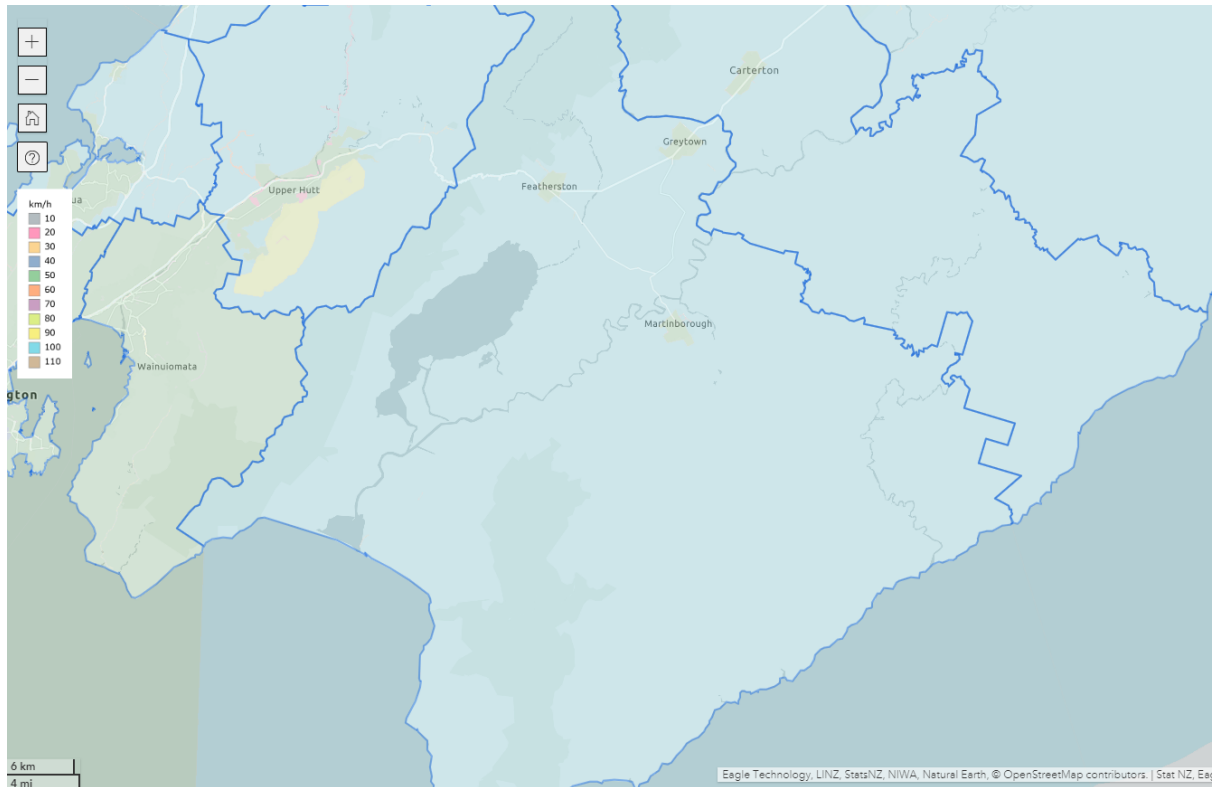 Carterton
Greytown
Upper Hutt
Featherston
ua
km/h
10
20
30
40
50
60
70
80
90
100
110
Martinborough
Wainuiomata
gton
6 km
4 mi
Eagle Technology, LINZ, StatsNZ, NIWA, Natural Earth, © OpenStreetMap contributors. | Stat NZ, Eag